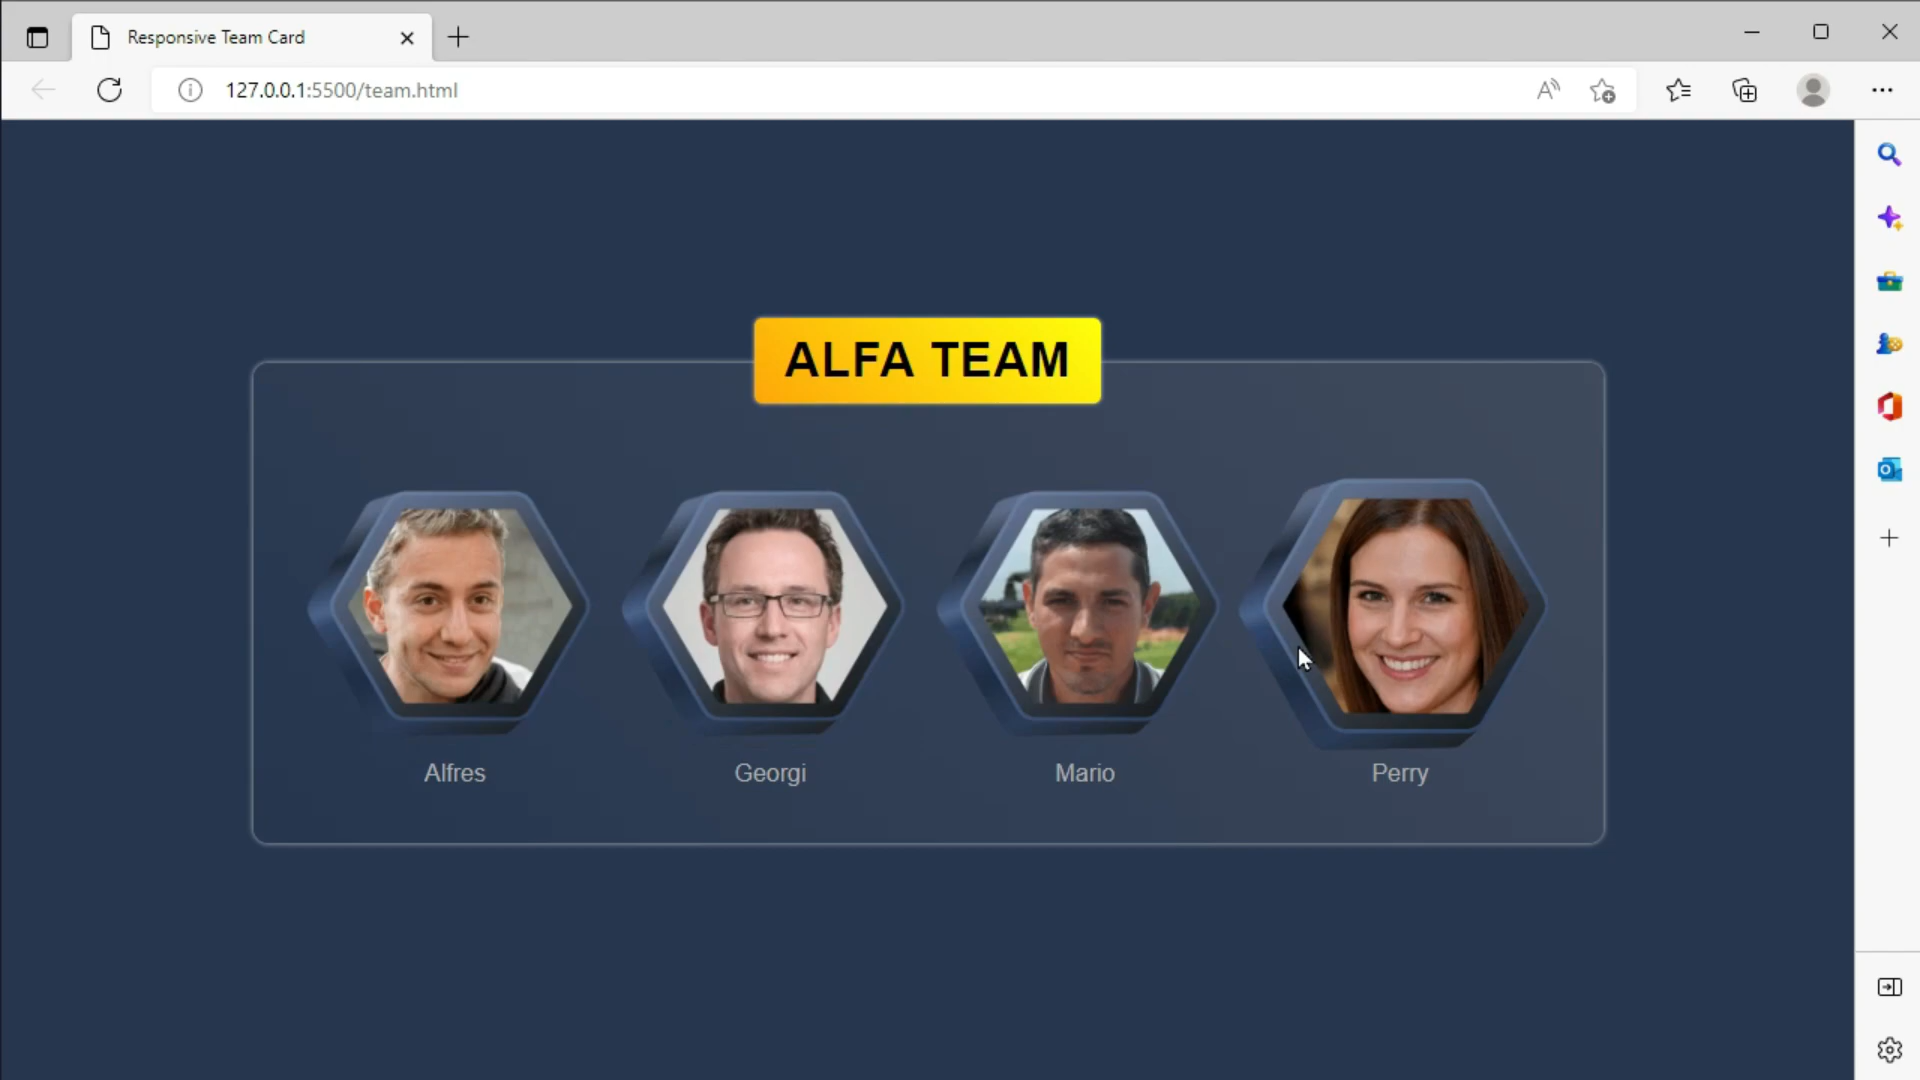 Responsive Team Card
127.0.0.1:5500/team.html
ALFA TEAM
Alfres
Georgi
Mario
Perry